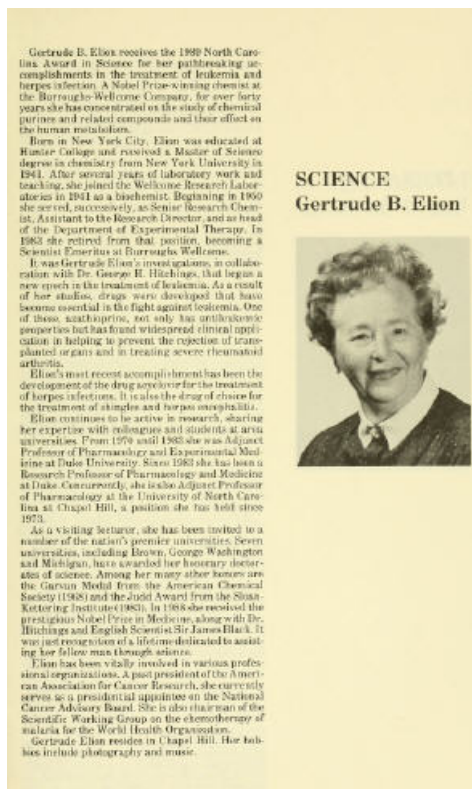 Gertrude B. Elion receives the 1989 North Caro-
lina Award in Science for her pathbreaking ac-
complishments in the treatment of leukemia and
herpes infection. A Nobel Prize-winning chemist at
the Burroughs-Wellcome Company, for over forty
years she has concentrated on the study of chemical
purines and related compounds and their effect on
the human metabolism.
Born in New York City, Elion was educated at
Hunter College and received a Master of Science
degree in chemistry from New York University in
1941. After several years of laboratory work and
teaching, she joined the Wellcome Research Labor-
atories in 1941 as a biochemist. Beginning in 1950
she served, successively, as Senior Research Chem-
ist, Assistant to the Research Director, and as head
of the Department of Experimental Therapy. In
1983 she retired from that position, becoming a
Scientist Emeritus at Burroughs Wellcome.
It was Gertrude Elion's investigations, in collabo-
ration with Dr. George H. Hitchings, that began a
new epoch in the treatment of leukemia. As a result
of her studies, drugs were developed that have
become essential in the fight against leukemia. One
of these, azathioprine, not only has antileukemic
properties but has found widespread clinical appli-
cation in helping to prevent the rejection of trans-
planted organs and in treating severe rheumatoid
arthritis.
Elion's most recent accomplishment has been the
development of the drug acyclovir for the treatment
of herpes infections. It is also the drug of choice for
the treatment of shingles and herpes encephalitis.
Elion continues to be active in research, sharing
her expertise with colleagues and students at area
universities. From 1970 until 1983 she was Adjunct
Professor of Pharmacology and Experimental Med-
icine at Duke University. Since 1983 she has been a
Research Professor of Pharmacology and Medicine
at Duke. Concurrently, she is also Adjunct Professor
of Pharmacology at the University of North Caro-
lina at Chapel Hill, a position she has held since
1973.
As a visiting lecturer, she has been invited to a
number of the nation's premier universities. Seven
universities, including Brown, George Washington
and Michigan, have awarded her honorary doctor-
ates of science. Among her many other honors are
the Garvan Medal from the American Chemical
Society (1968) and the Judd Award from the Sloan-
Kettering Institute (1983). In 1988 she received the
prestigious Nobel Prize in Medicine, along with Dr.
Hitchings and English Scientist Sir James Black. It
was just recognition of a lifetime dedicated to assist-
ing her fellow man through science.
Elion has been vitally involved in various profes-
sional organizations. A past president of the Ameri-
can Association for Cancer Research, she currently
serves as a presidential appointee on the National
Cancer Advisory Board. She is also chairman of the
Scientific Working Group on the chemotherapy of
malaria for the World Health Organization.
Gertrude Elion resides in Chapel Hill. Her hob-
bies include photography and music.
SCIENCE
Gertrude B. Elion